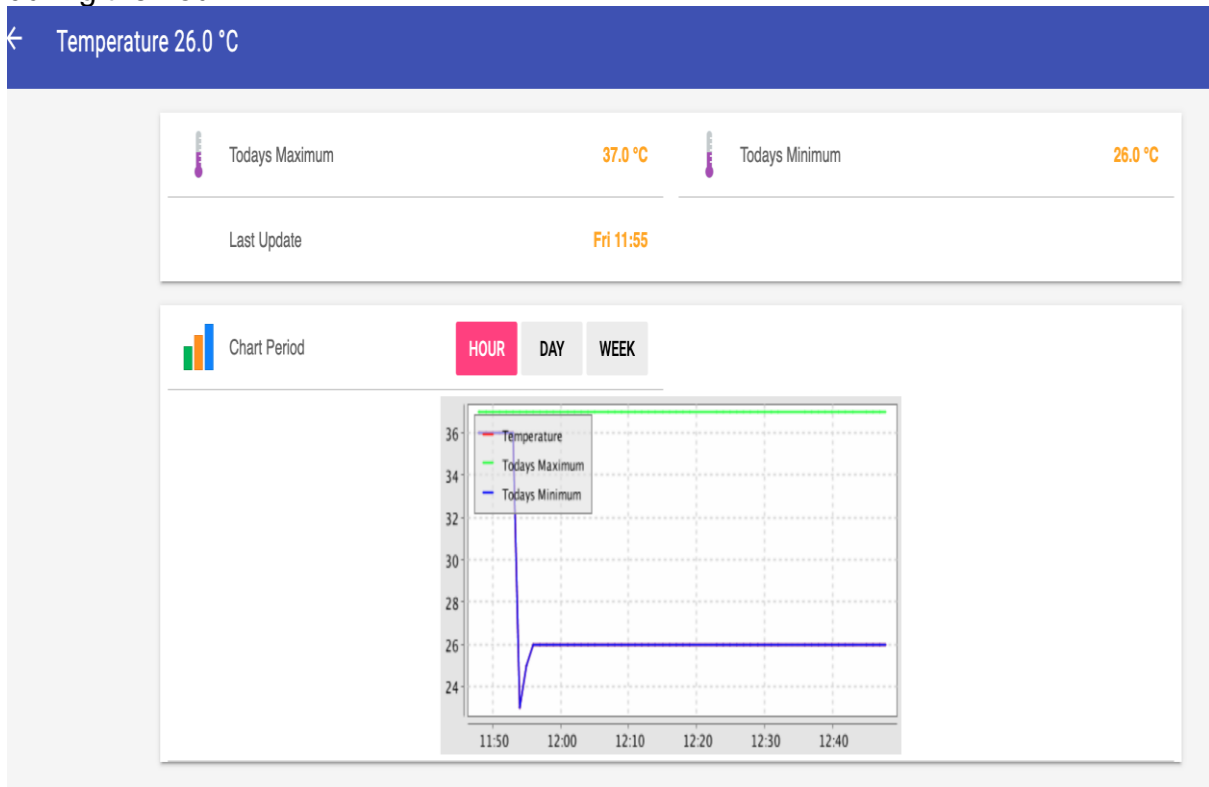 Temperature 26.0 °C
Todays Maximum 37.0 °C Todays Minimum 26.0 °C
Last Update Fri 11:55
Chart Period HOUR DAY WEEK
36
Temperature
Todays Maximum
34
Todays Minimum
32
30
28
26
24
11:50 12:00 12:10 12:20 12:30 12:40